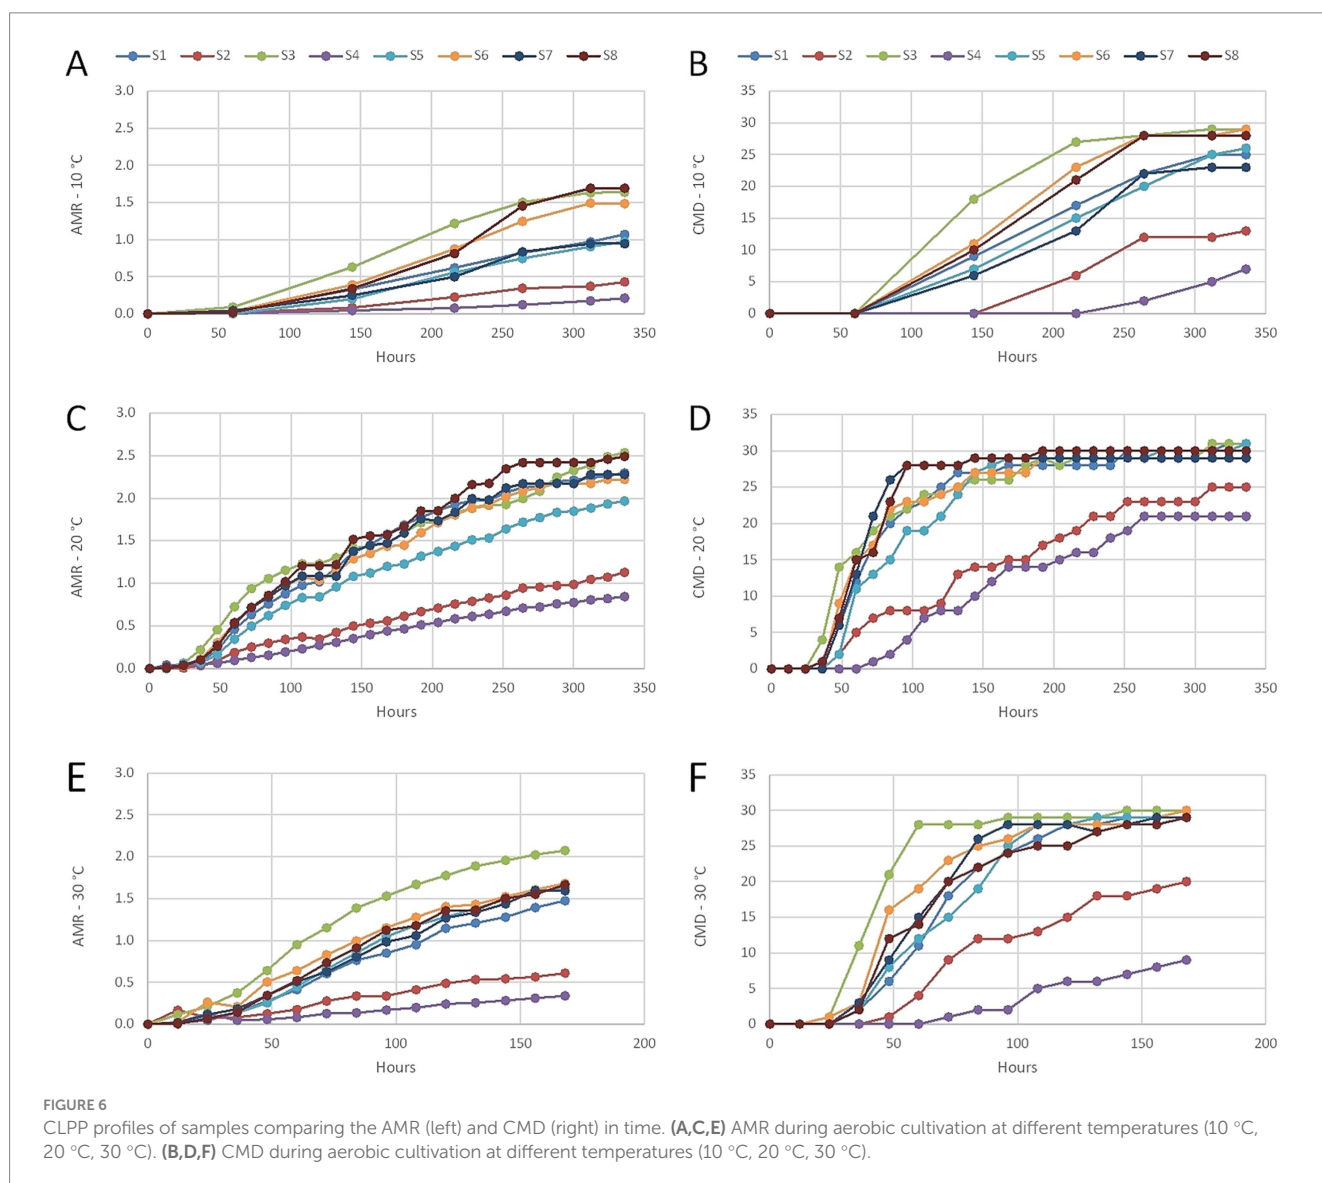 A
S1 S2 S3 S4 S5 S6 S7 S8
3.0
2.5
2.0
1.5
1.0
0.5
0.0
AMR - 10 °C
0 50 100 150 200 250 300 350
Hours
B
S1 S2 S3 S4 S5 S6 S7 S8
35
30
25
20
15
10
5
0
CMD - 10 °C
0 50 100 150 200 250 300 350
Hours
C
3.0
2.5
2.0
1.5
1.0
0.5
0.0
AMR - 20 °C
0 50 100 150 200 250 300 350
Hours
D
35
30
25
20
15
10
5
0
CMD - 20 °C
0 50 100 150 200 250 300 350
Hours
E
3.0
2.5
2.0
1.5
1.0
0.5
0.0
AMR - 30 °C
0 50 100 150 200
Hours
F
35
30
25
20
15
10
5
0
CMD - 30 °C
0 50 100 150 200
Hours
FIGURE 6
CLPP profiles of samples comparing the AMR (left) and CMD (right) in time. (A,C,E) AMR during aerobic cultivation at different temperatures (10 °C,
20 °C, 30 °C). (B,D,F) CMD during aerobic cultivation at different temperatures (10 °C, 20 °C, 30 °C).